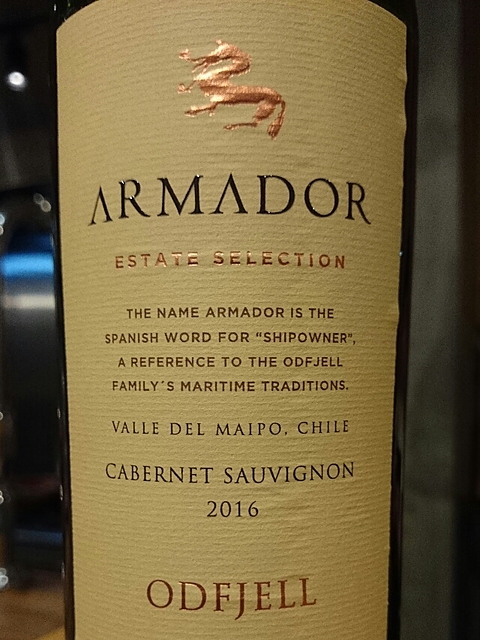 ARMADOR
ESTATE SELECTION
THE NAME ARMADOR IS THE
SPANISH WORD FOR "SHIPOWNER",
A REFERENCE TO THE ODFJELL
FAMILY´S MARITIME TRADITIONS.
VALLE DEL MAIPO, CHILE
CABERNET SAUVIGNON
2016
ODFJELL